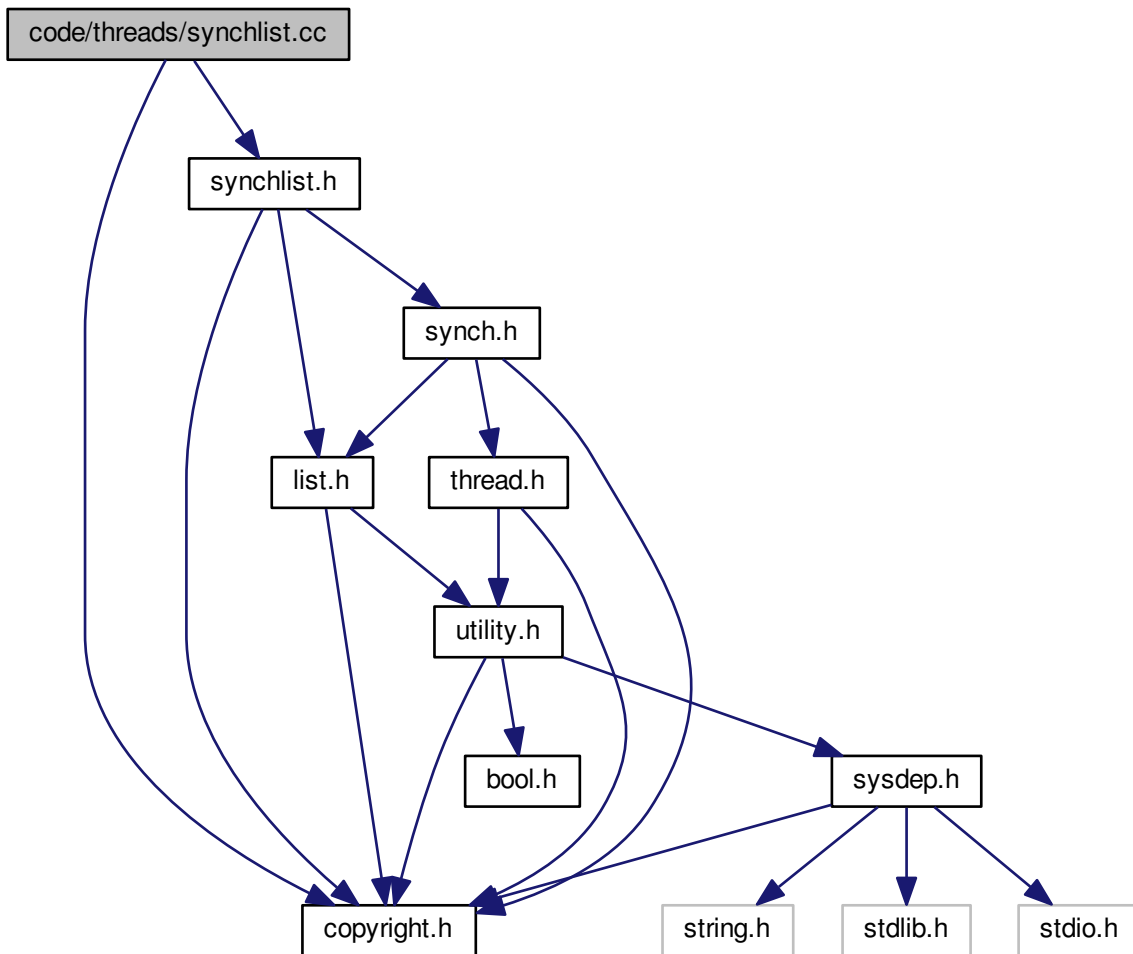 code/threads/synchlist.cc
synchlist.h
synch.h
list.h
thread.h
utility.h
bool.h
sysdep.h
copyright.h
string.h
stdlib.h
stdio.h